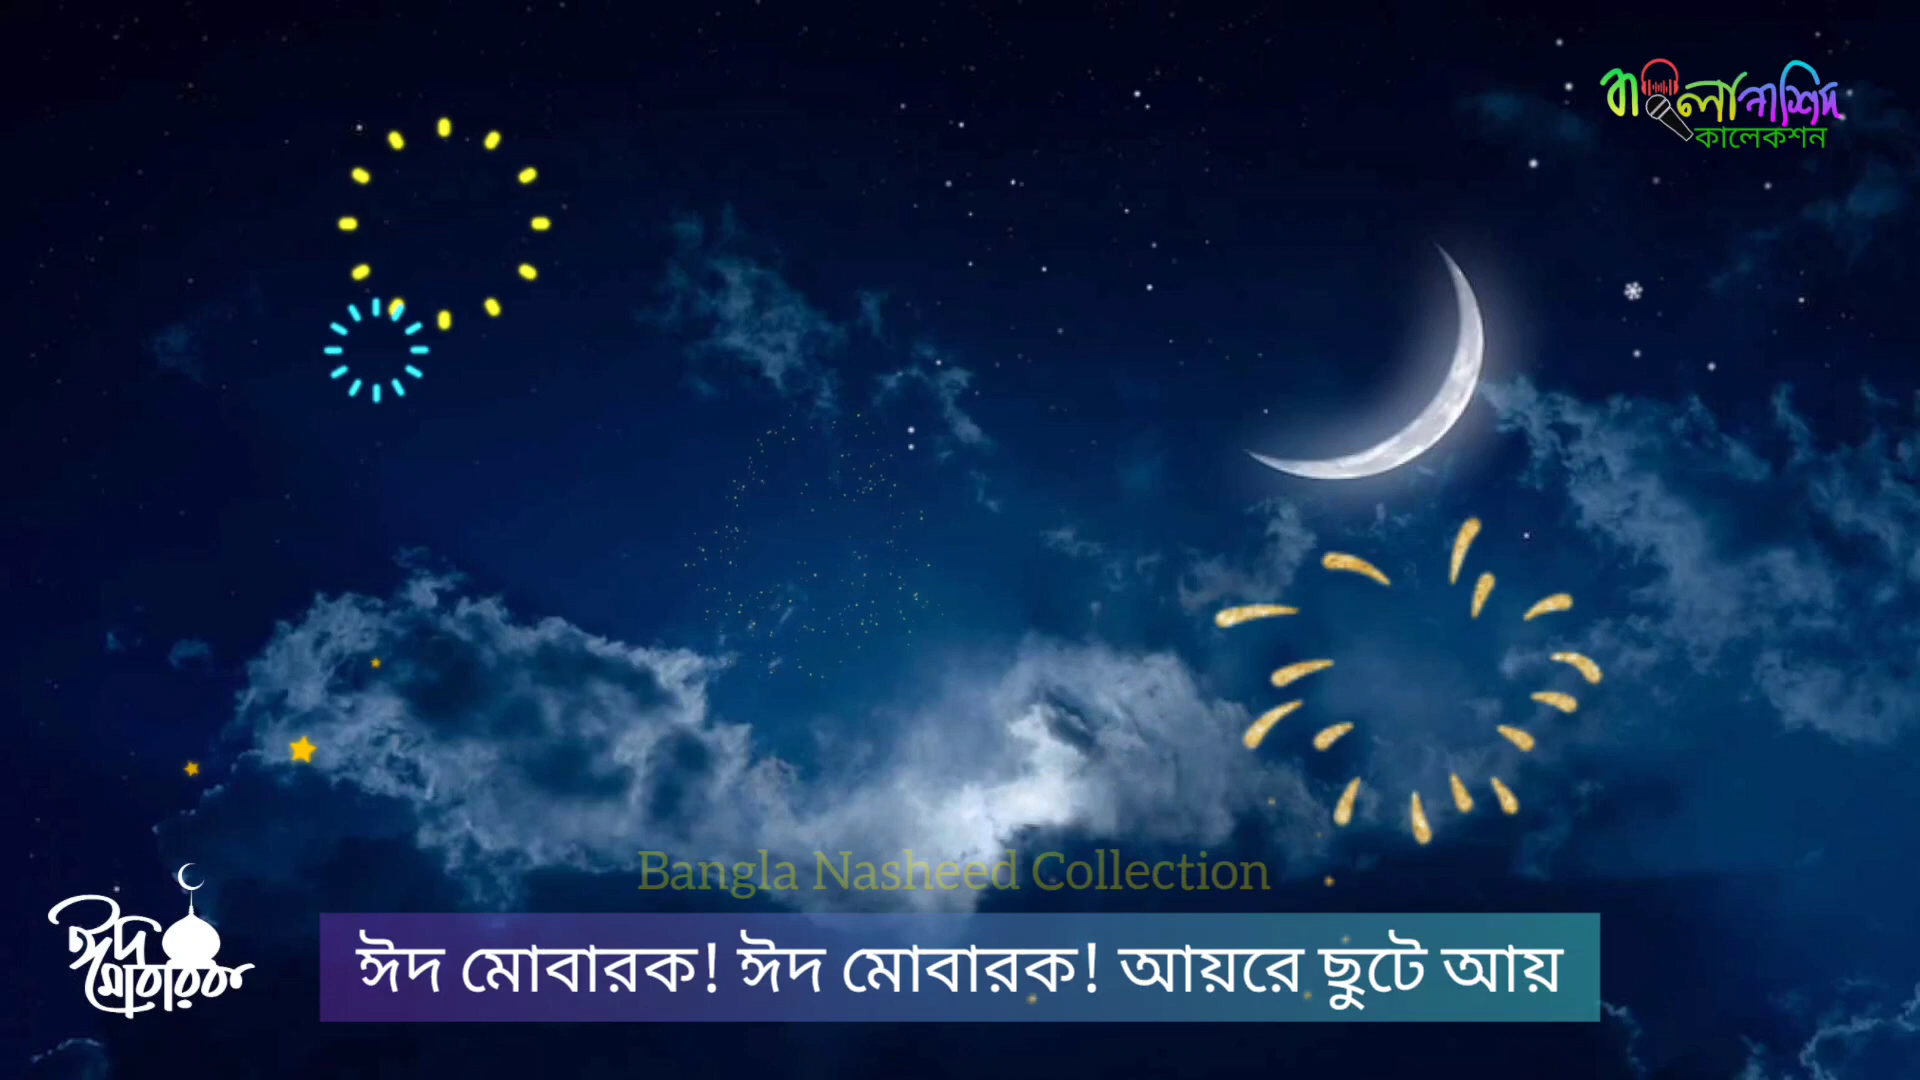 বাংলা নাশিদ
কালেকশন
Bangla Nasheed Collection
ঈদ
মোবারক
ঈদ মোবারক! ঈদ মোবারক! আয়রে ছুটে আয়